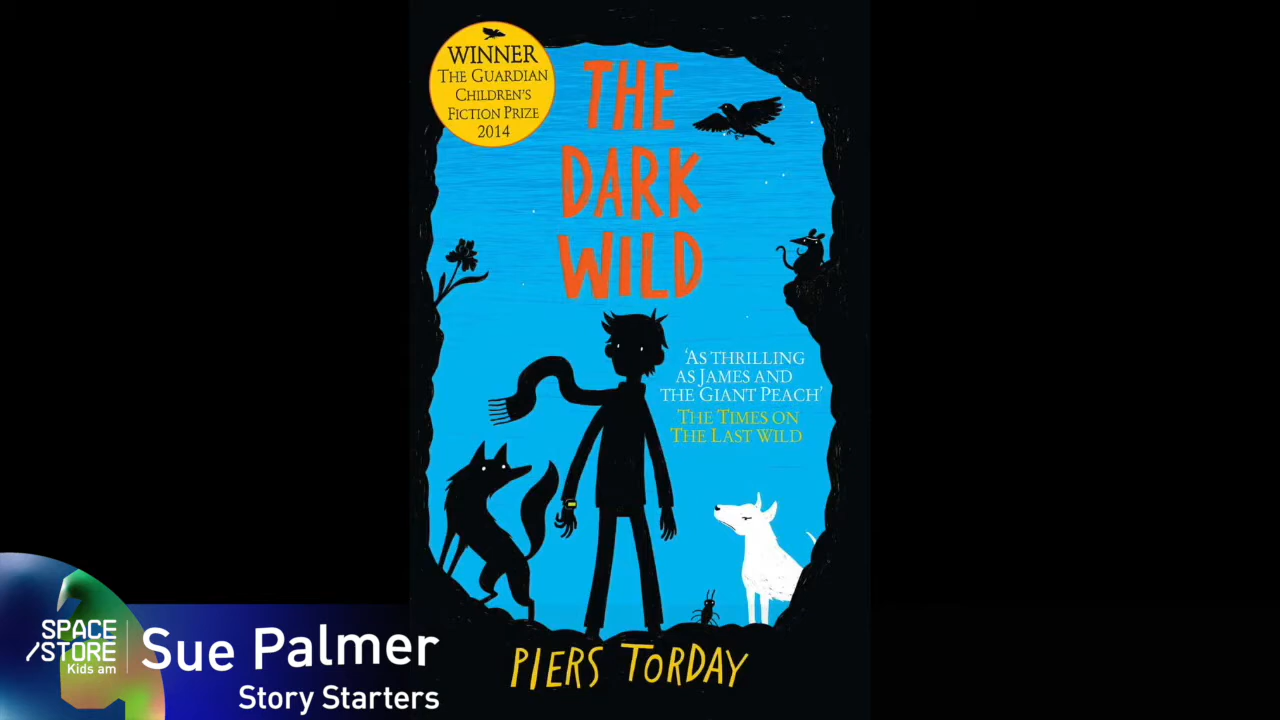 WINNER
THE GUARDIAN
CHILDREN'S
FICTION PRIZE
2014
THE
DARK
WILD
'AS THRILLING
AS JAMES AND
THE GIANT PEACH'
THE TIMES ON
THE LAST WILD
PIERS TORDAY
SPACE
/STORE
Kids am
Sue Palmer
Story Starters